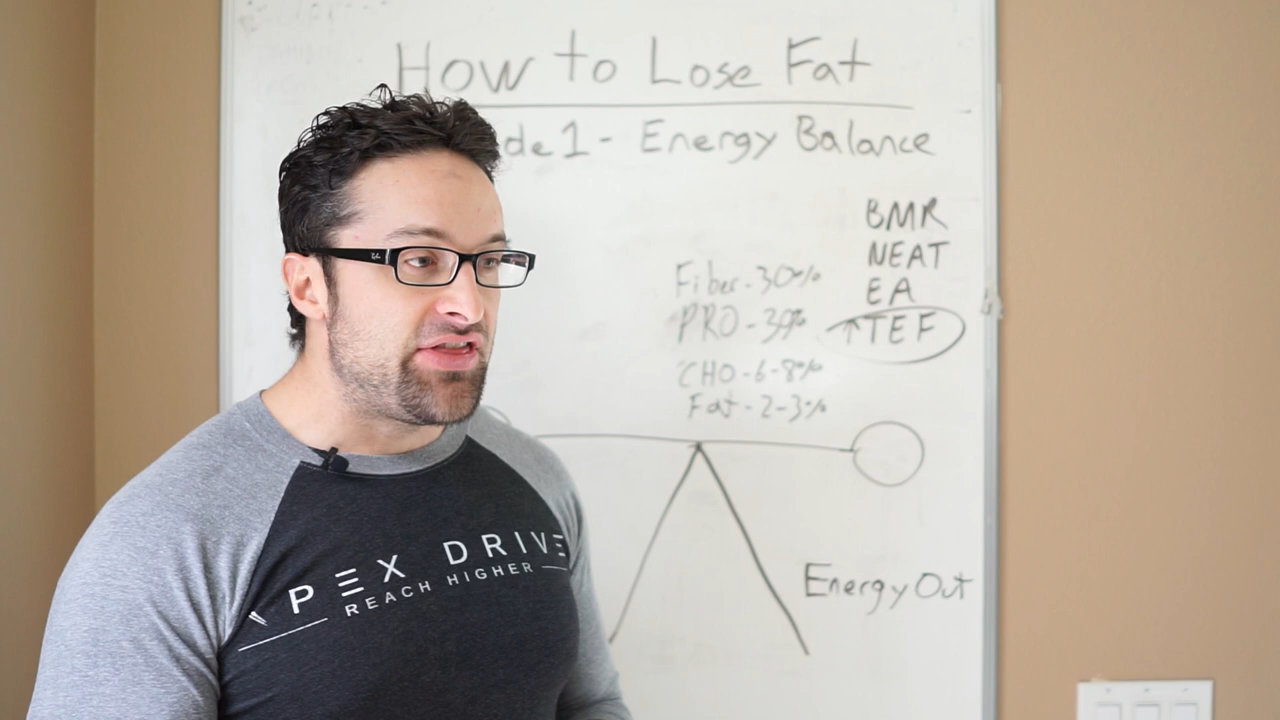 How to Lose Fat
de 1 - Energy Balance
BMR
NEAT
EA
↑TEF
Fiber - 30%
PRO - 30%
CHO - 6-8%
Fat - 2-3%
Energy Out
APEX DRIVE
REACH HIGHER